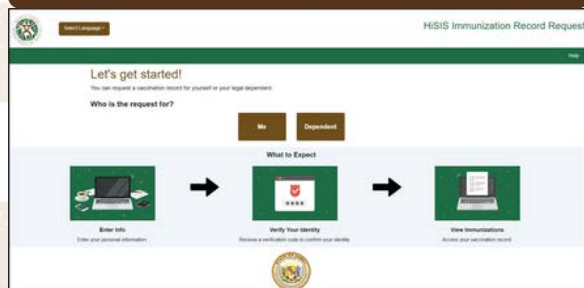 Select Language
HiSIS Immunization Record Request
Help
Let's get started!
You can request a vaccination record for yourself or your legal dependent.
Who is the request for?
Me
Dependent
What to Expect
Enter Info
Verify Your Identity
View Immunizations
Enter your personal information
Receive a verification code to confirm your identity
Access your vaccination record